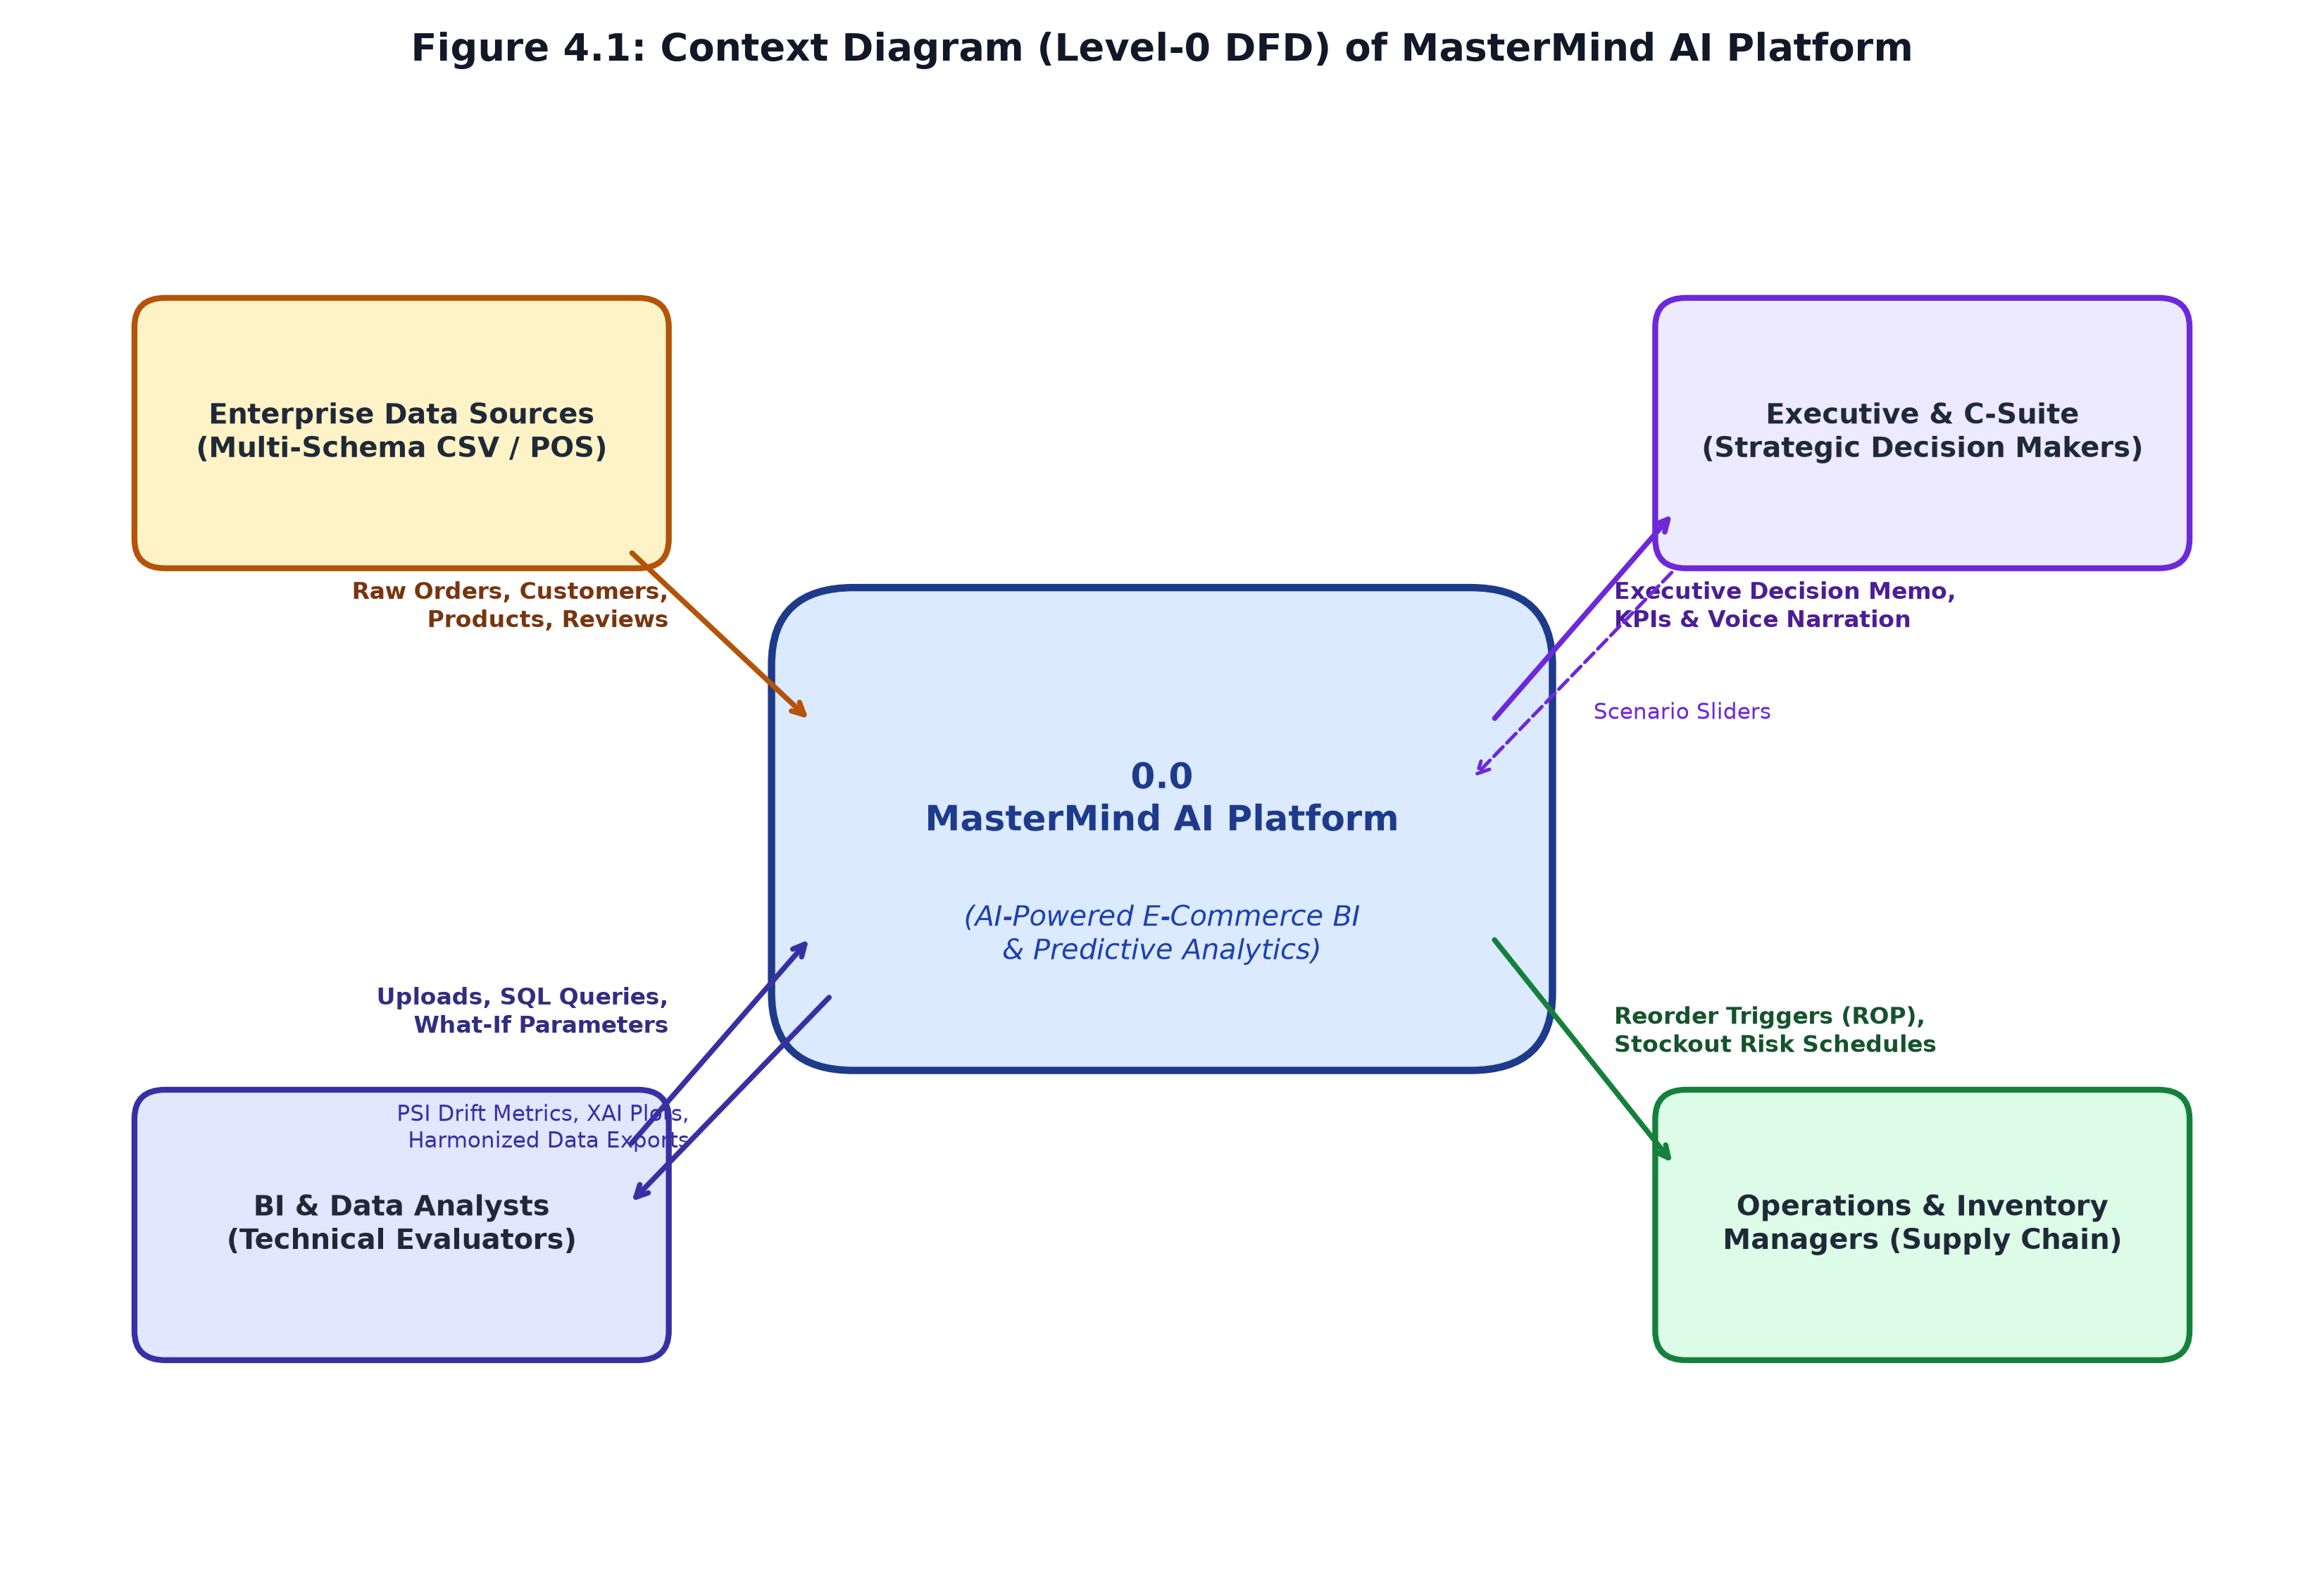 Figure 4.1: Context Diagram (Level-0 DFD) of MasterMind AI Platform
Enterprise Data Sources
(Multi-Schema CSV / POS)
Executive & C-Suite
(Strategic Decision Makers)
Raw Orders, Customers,
Products, Reviews
Executive Decision Memo,
KPIs & Voice Narration
Scenario Sliders
0.0
MasterMind AI Platform
(AI-Powered E-Commerce BI
& Predictive Analytics)
Uploads, SQL Queries,
What-If Parameters
Reorder Triggers (ROP),
Stockout Risk Schedules
PSI Drift Metrics, XAI Plots,
Harmonized Data Exports
BI & Data Analysts
(Technical Evaluators)
Operations & Inventory
Managers (Supply Chain)